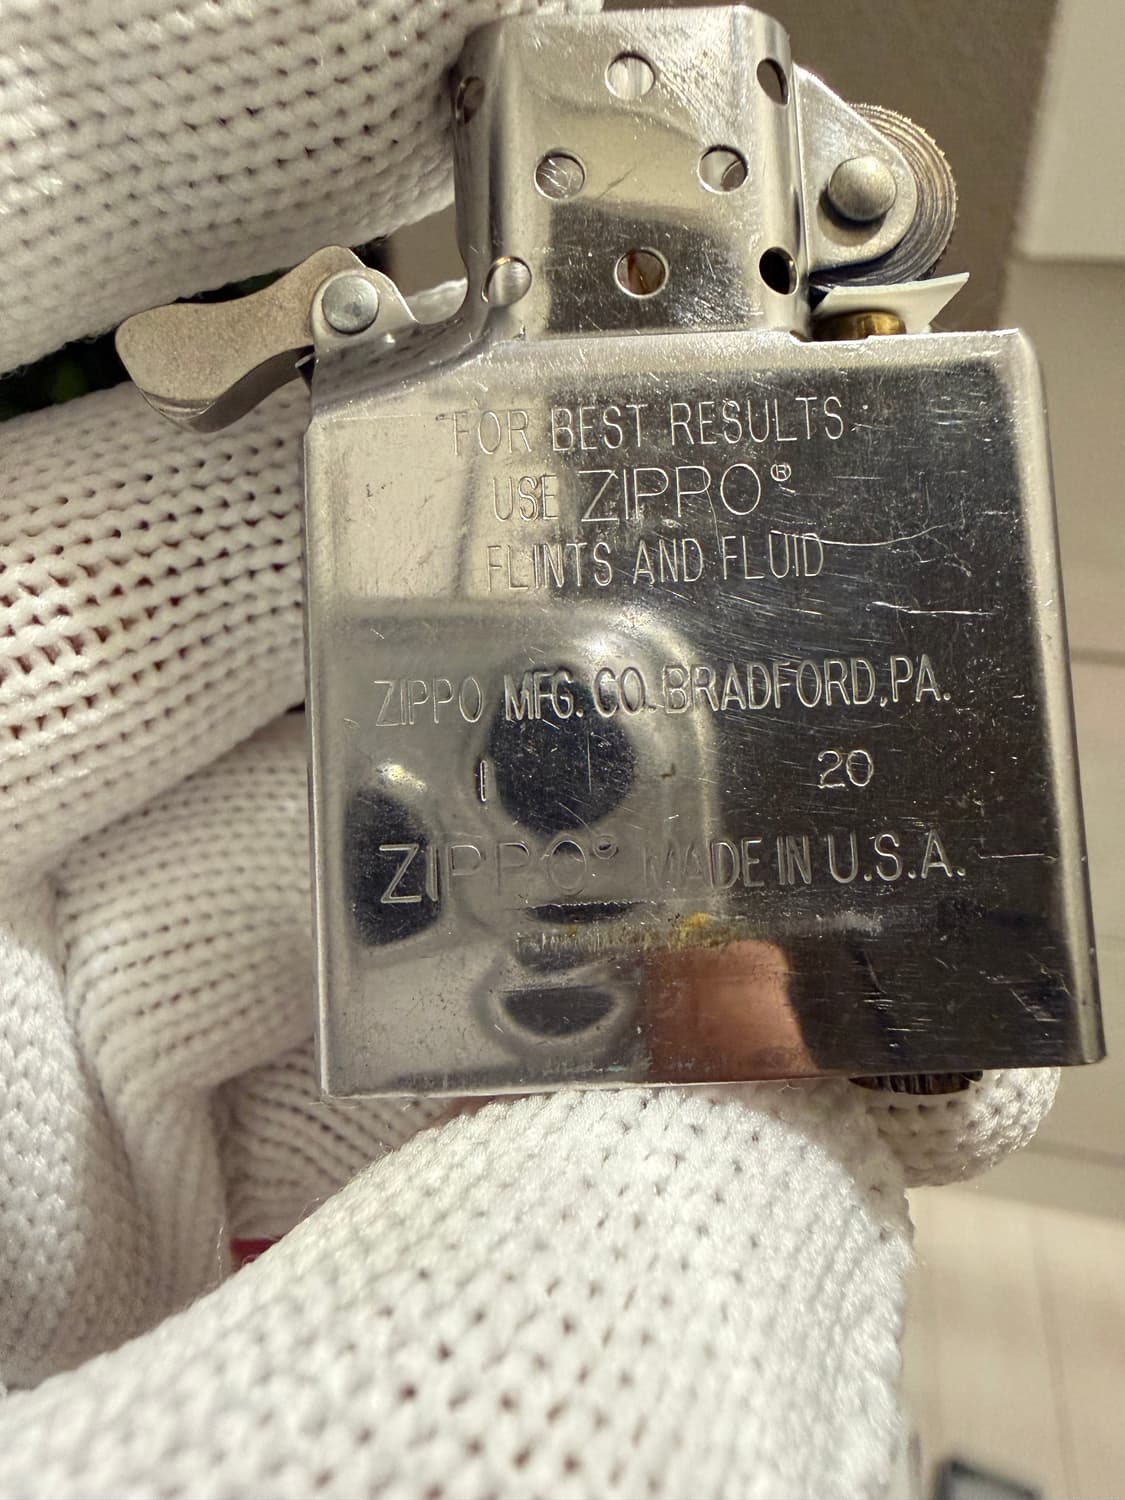 FOR BEST RESULTS
USE ZIPPO®
FLINTS AND FLUID
ZIPPO MFG. CO. BRADFORD, PA.
I 20
ZIPPO® MADE IN U.S.A.